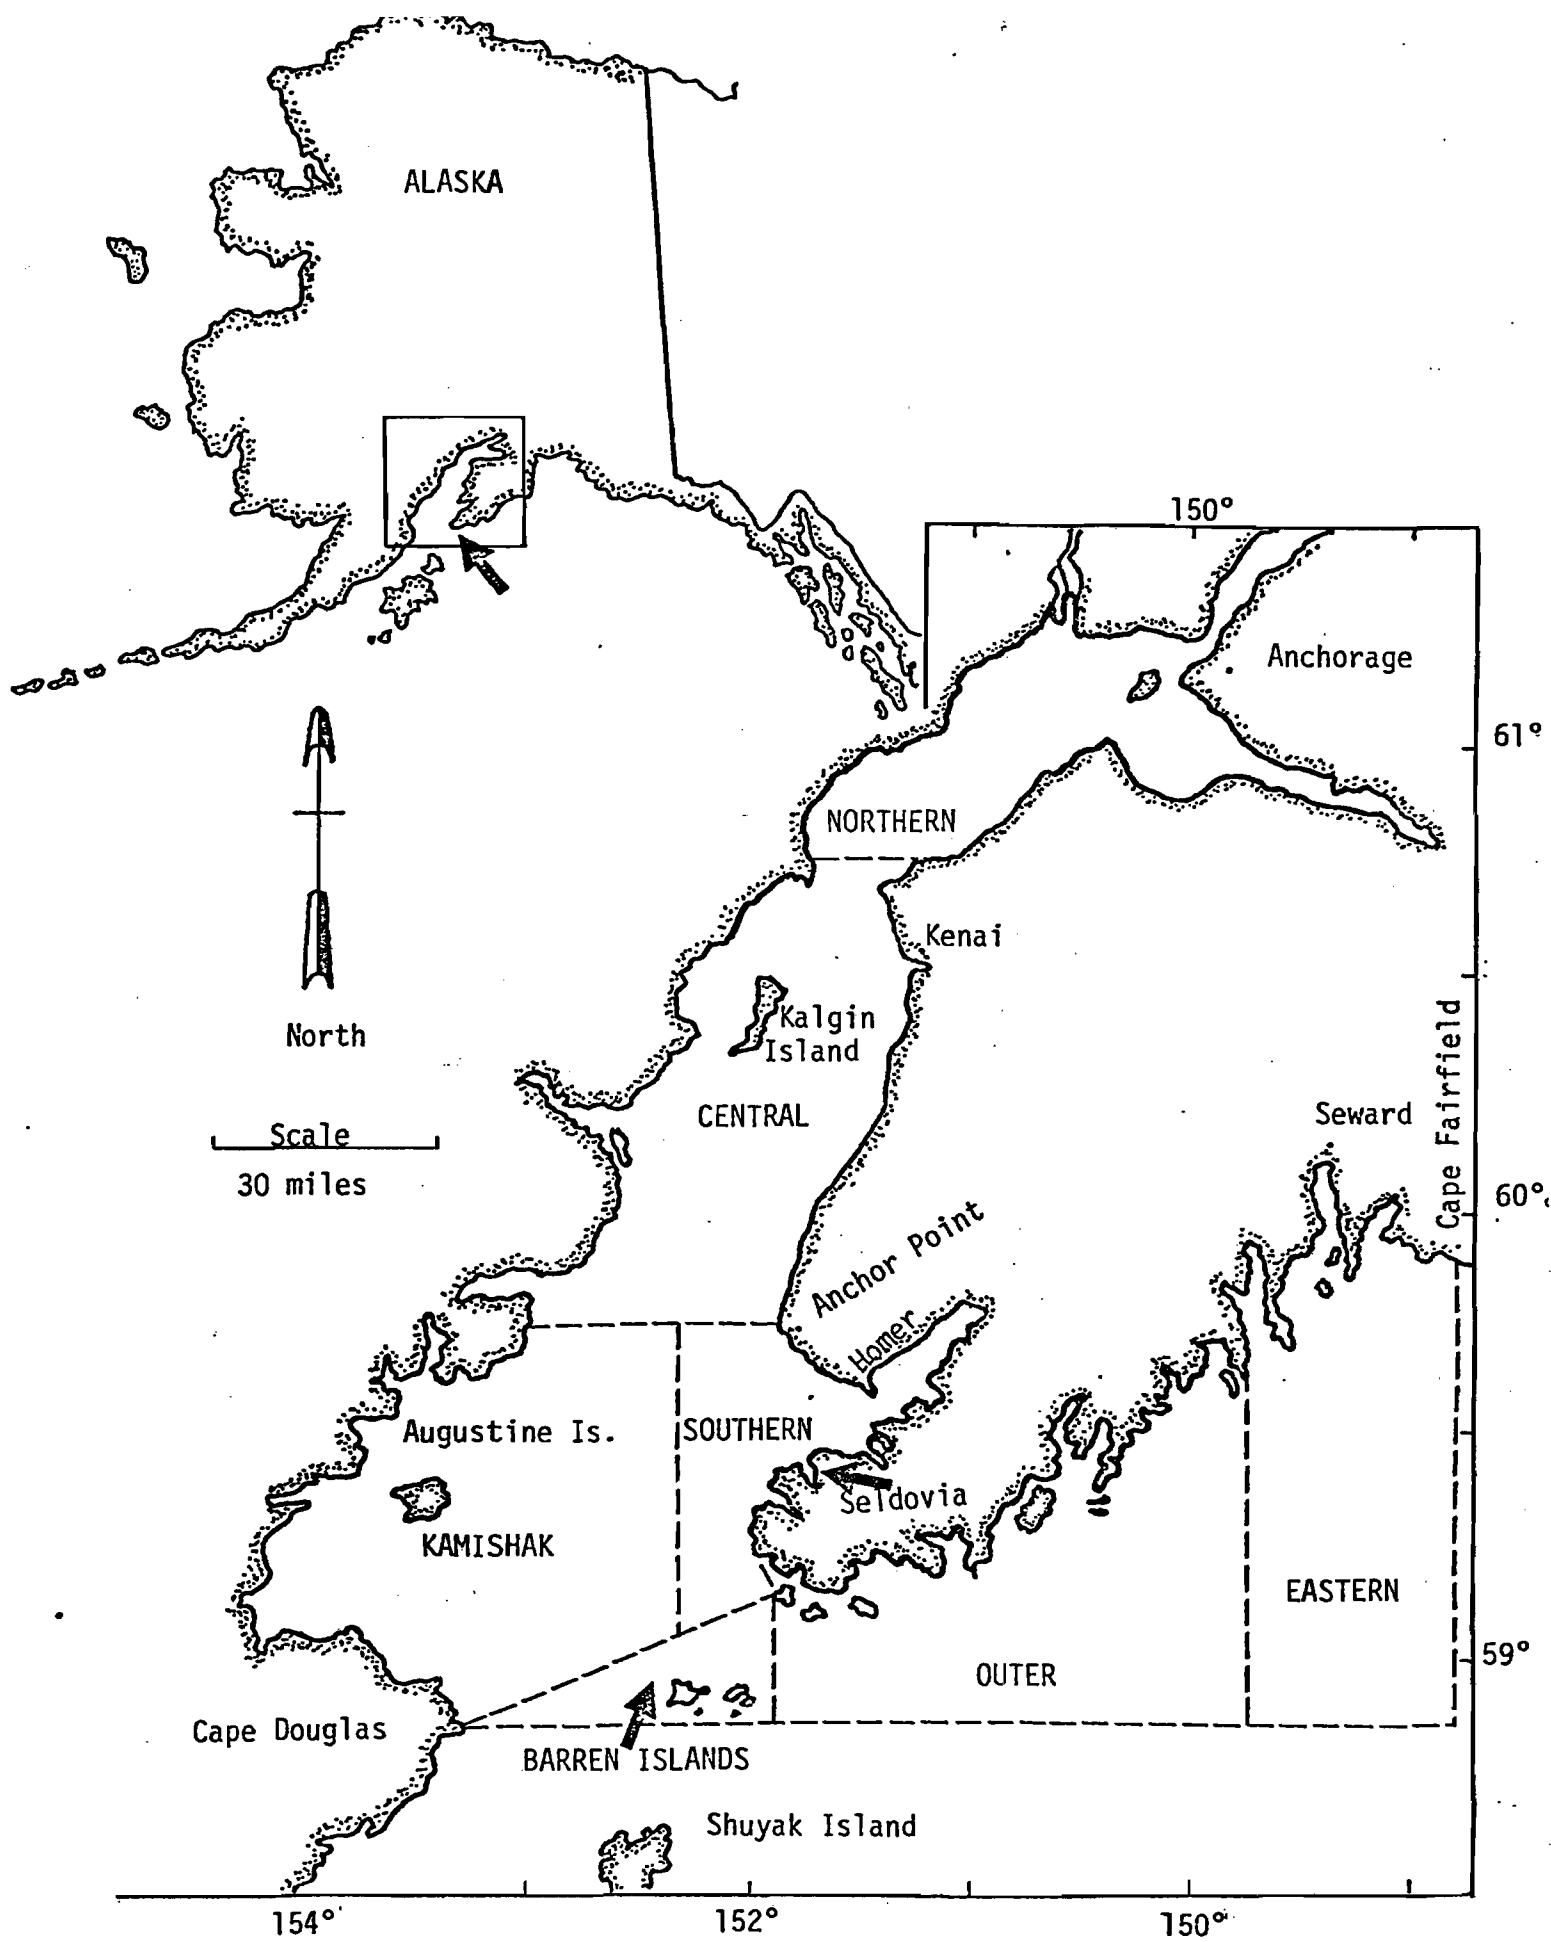 ALASKA
150°
Anchorage
61°
NORTHERN
Kenai
Kalgin
Island
North
CENTRAL
Cape Fairfield
Seward
Scale
30 miles
60°
Anchor Point
Homer
Augustine Is.
SOUTHERN
Seldovia
KAMISHAK
EASTERN
59°
OUTER
Cape Douglas
BARREN ISLANDS
Shuyak Island
154°
152°
150°